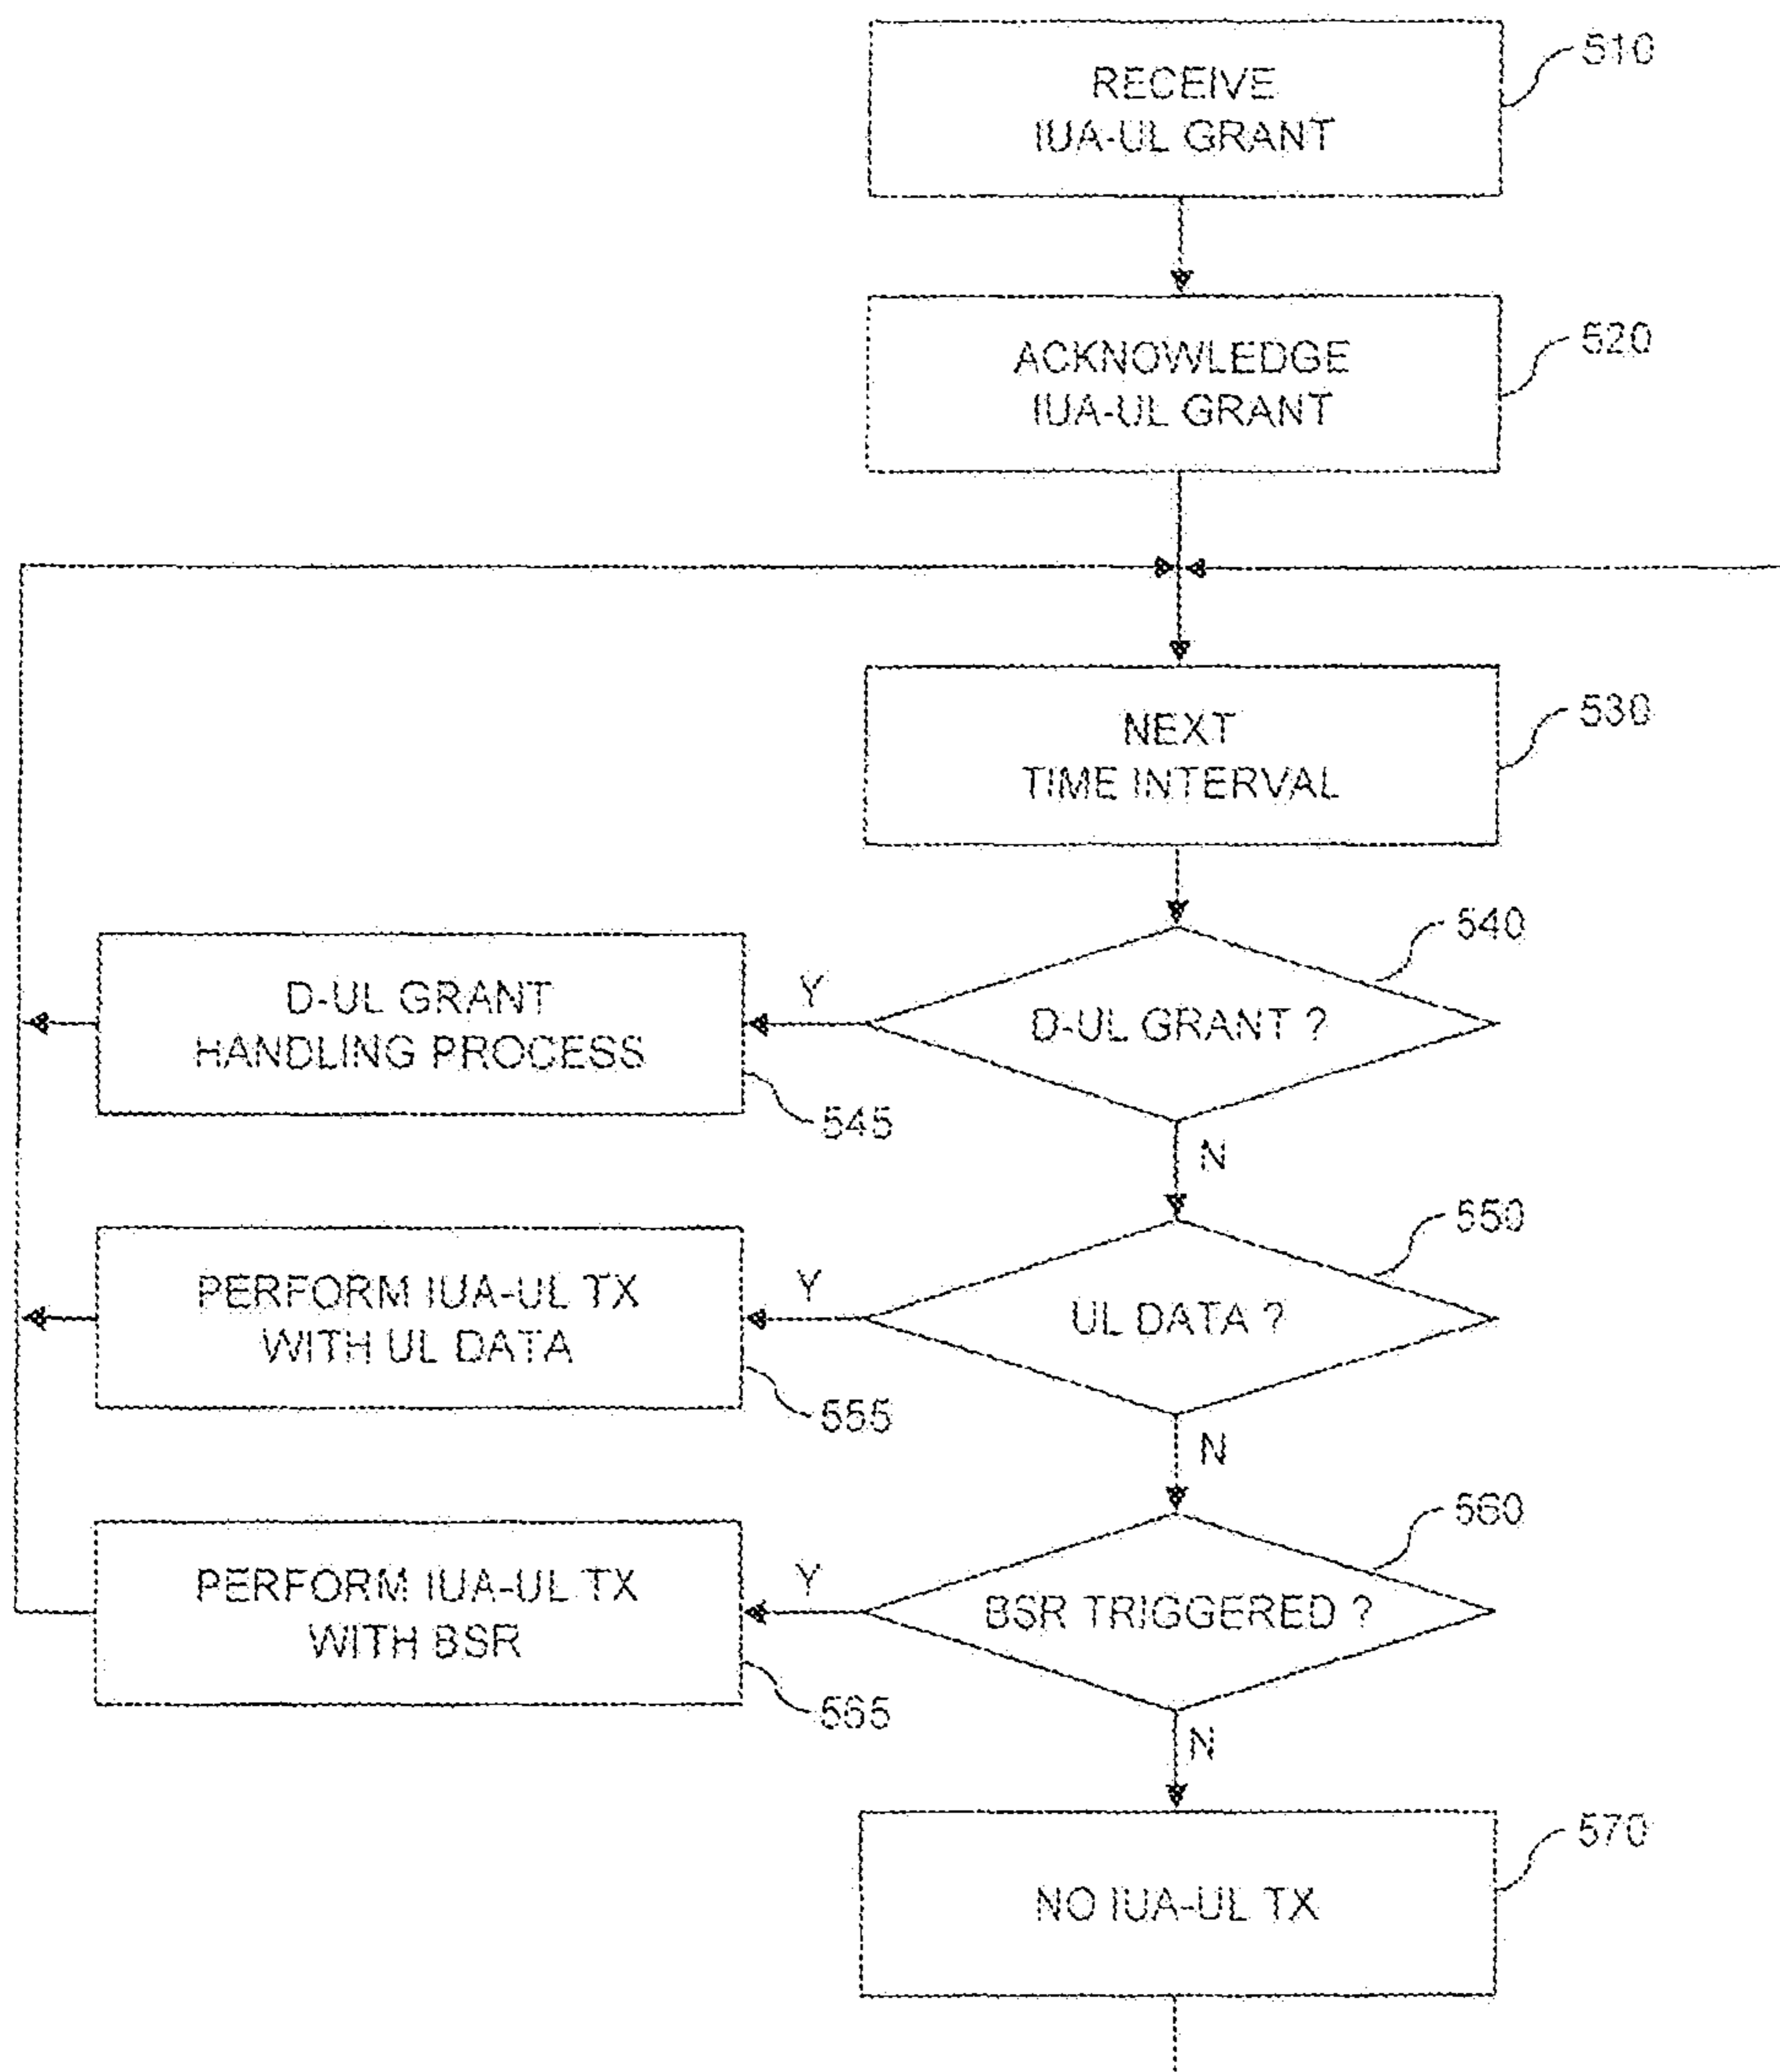 RECEIVE
IUA-UL GRANT
510
ACKNOWLEDGE
IUA-UL GRANT
520
NEXT
TIME INTERVAL
530
D-UL GRANT ?
540
Y
D-UL GRANT
HANDLING PROCESS
545
N
UL DATA ?
550
Y
PERFORM IUA-UL TX
WITH UL DATA
555
N
BSR TRIGGERED ?
560
Y
PERFORM IUA-UL TX
WITH BSR
565
N
NO IUA-UL TX
570